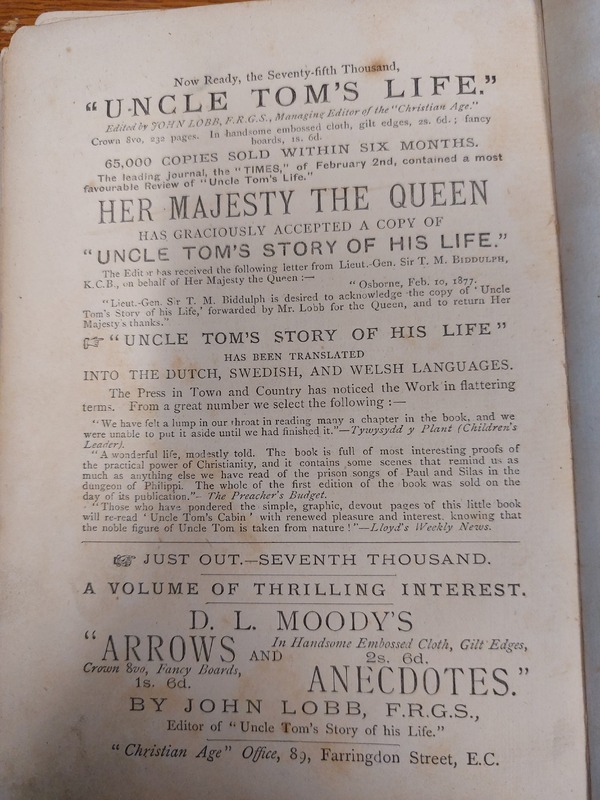 Now Ready, the Seventy-fifth Thousand,
"UNCLE TOM'S LIFE."
Edited by JOHN LOBB, F.R.G.S., Managing Editor of the "Christian Age."
Crown 8vo, 232 pages. In handsome embossed cloth, gilt edges, 2s. 6d.; fancy
boards, 1s. 6d.
65,000 COPIES SOLD WITHIN SIX MONTHS.
The leading Journal, the "TIMES," of February 2nd, contained a most
favourable Review of "Uncle Tom's Life."
HER MAJESTY THE QUEEN
HAS GRACIOUSLY ACCEPTED A COPY OF
"UNCLE TOM'S STORY OF HIS LIFE."
The Editor has received the following letter from Lieut.-Gen. Sir T. M. BIDDULPH,
K.C.B., on behalf of Her Majesty the Queen :—
"Osborne, Feb. 10, 1877.
"Lieut.-Gen. Sir T. M. Biddulph is desired to acknowledge the copy of 'Uncle
Tom's Story of his Life,' forwarded by Mr. Lobb for the Queen, and to return Her
Majesty's thanks."
☞ "UNCLE TOM'S STORY OF HIS LIFE"
HAS BEEN TRANSLATED
INTO THE DUTCH, SWEDISH, AND WELSH LANGUAGES.
The Press in Town and Country has noticed the Work in flattering
terms. From a great number we select the following :—
"We have felt a lump in our throat in reading many a chapter in the book, and we
were unable to put it aside until we had finished it."—Tywysydd y Plant (Children's
Leader).
"A wonderful life, modestly told. The book is full of most interesting proofs of
the practical power of Christianity, and it contains some scenes that remind us as
much as anything else we have read of the prison songs of Paul and Silas in the
dungeon of Philippi. The whole of the first edition of the book was sold on the
day of its publication."—The Preacher's Budget.
"Those who have pondered the simple, graphic, devout pages of this little book
will re-read 'Uncle Tom's Cabin' with renewed pleasure and interest, knowing that
the noble figure of Uncle Tom is taken from nature!"—Lloyd's Weekly News.
☞ JUST OUT.—SEVENTH THOUSAND.
A VOLUME OF THRILLING INTEREST.
D. L. MOODY'S
"ARROWS AND ANECDOTES."
In Handsome Embossed Cloth, Gilt Edges,
2s. 6d.
Crown 8vo, Fancy Boards,
1s. 6d.
BY JOHN LOBB, F.R.G.S.,
Editor of "Uncle Tom's Story of his Life."
"Christian Age" Office, 89, Farringdon Street, E.C.